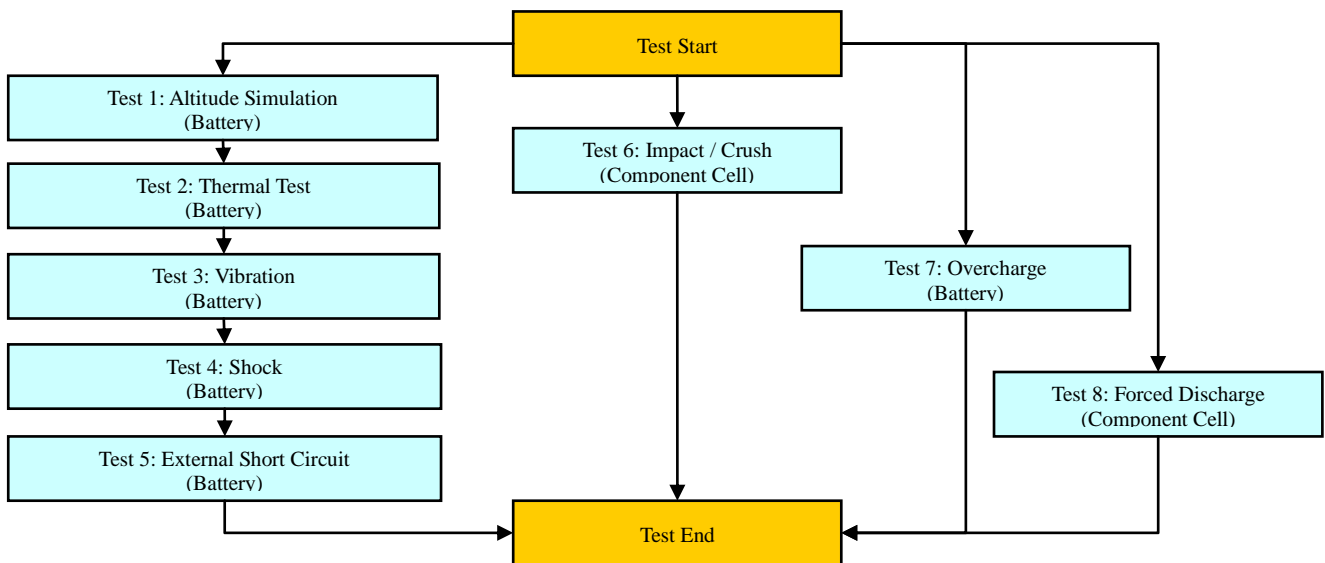 Test Start
Test 1: Altitude Simulation
(Battery)
Test 2: Thermal Test
(Battery)
Test 3: Vibration
(Battery)
Test 4: Shock
(Battery)
Test 5: External Short Circuit
(Battery)
Test 6: Impact / Crush
(Component Cell)
Test 7: Overcharge
(Battery)
Test 8: Forced Discharge
(Component Cell)
Test End